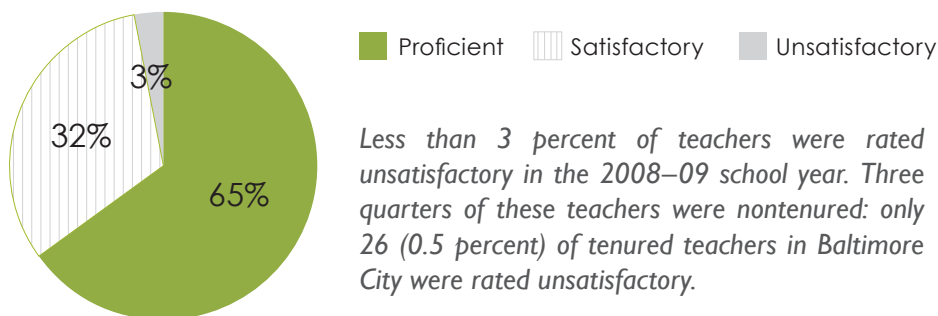 Proficient Satisfactory Unsatisfactory
3%
32%
65%
Less than 3 percent of teachers were rated
unsatisfactory in the 2008–09 school year. Three
quarters of these teachers were nontenured: only
26 (0.5 percent) of tenured teachers in Baltimore
City were rated unsatisfactory.